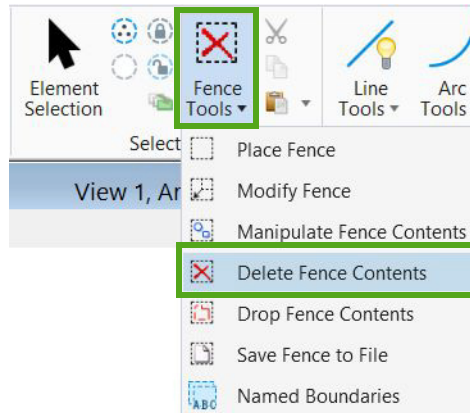 Element
Selection
Fence
Tools
Line
Tools
Arc
Tools
Select
View 1, Ar
Place Fence
Modify Fence
Manipulate Fence Contents
Delete Fence Contents
Drop Fence Contents
Save Fence to File
ABC
Named Boundaries